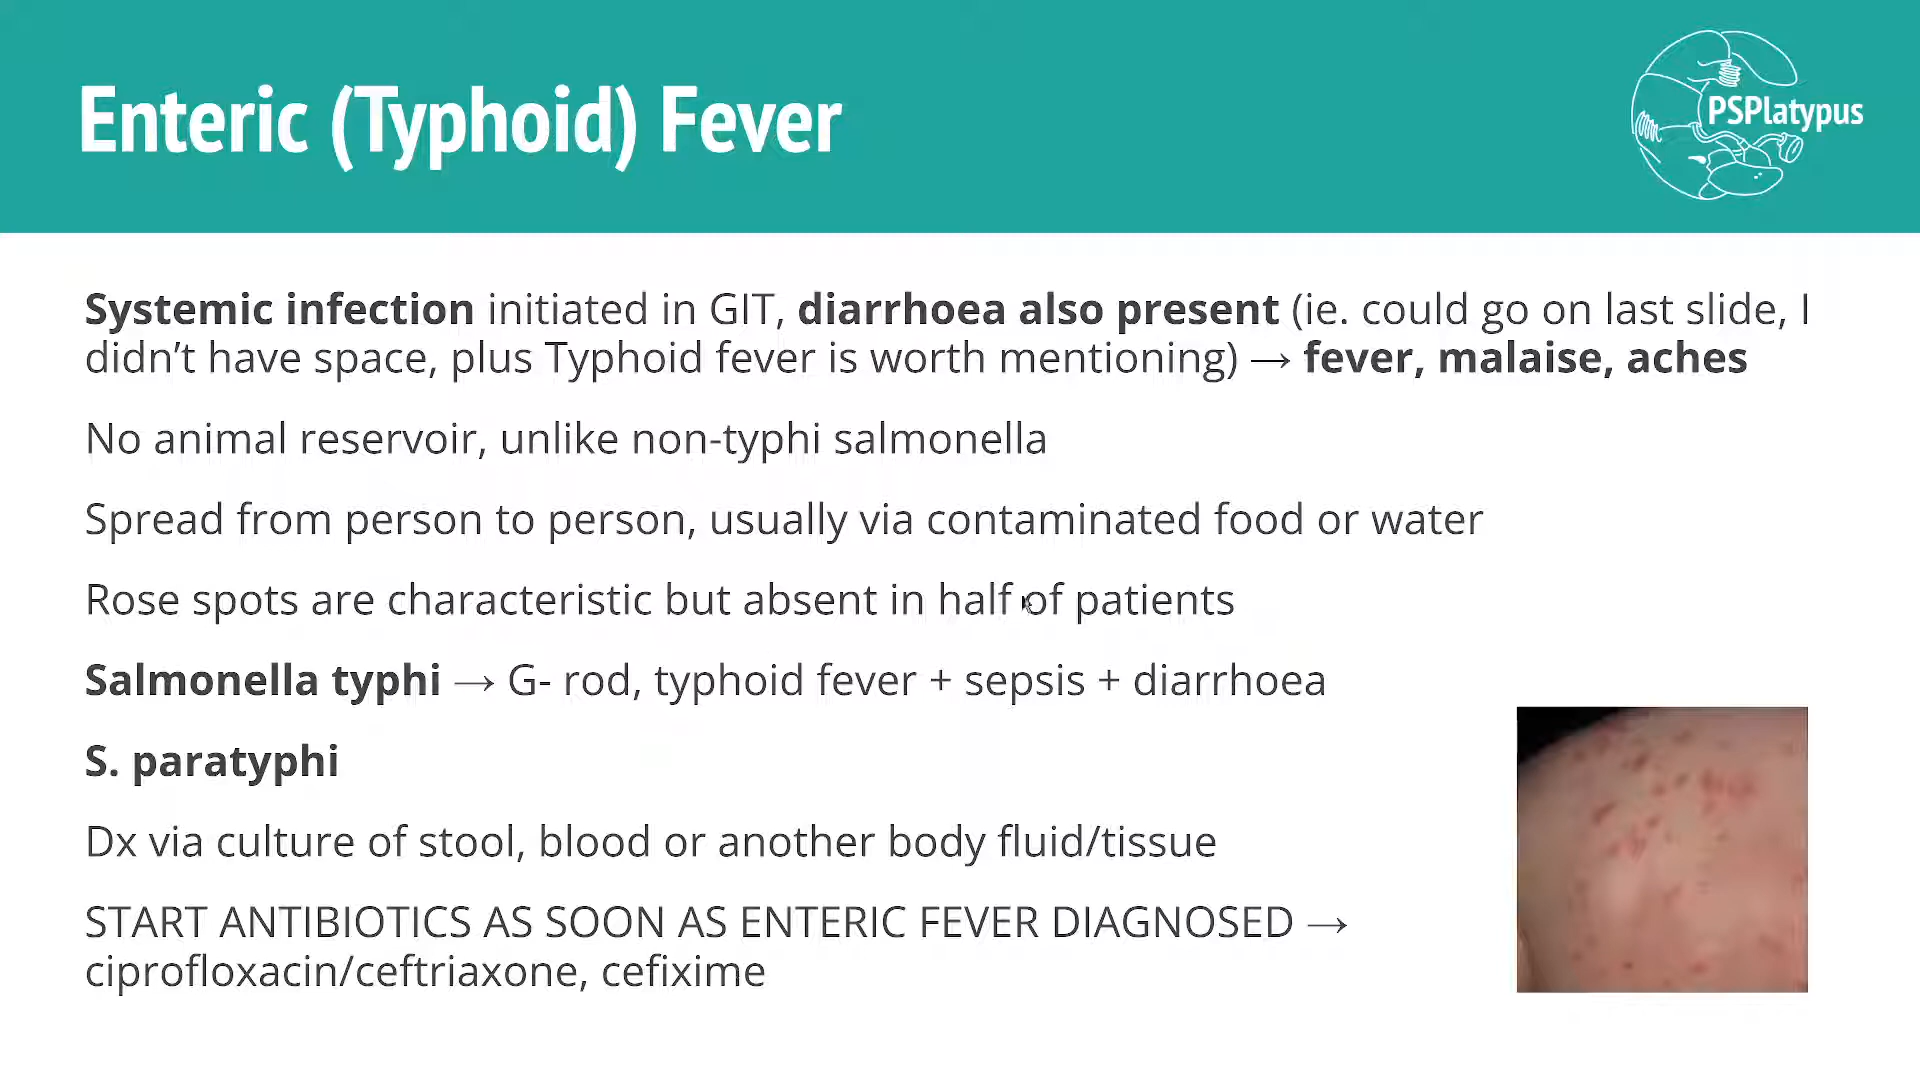 Enteric (Typhoid) Fever
PSPlatypus
Systemic infection initiated in GIT, diarrhoea also present (ie. could go on last slide, I
didn’t have space, plus Typhoid fever is worth mentioning) → fever, malaise, aches
No animal reservoir, unlike non-typhi salmonella
Spread from person to person, usually via contaminated food or water
Rose spots are characteristic but absent in half of patients
Salmonella typhi → G- rod, typhoid fever + sepsis + diarrhoea
S. paratyphi
Dx via culture of stool, blood or another body fluid/tissue
START ANTIBIOTICS AS SOON AS ENTERIC FEVER DIAGNOSED →
ciprofloxacin/ceftriaxone, cefixime